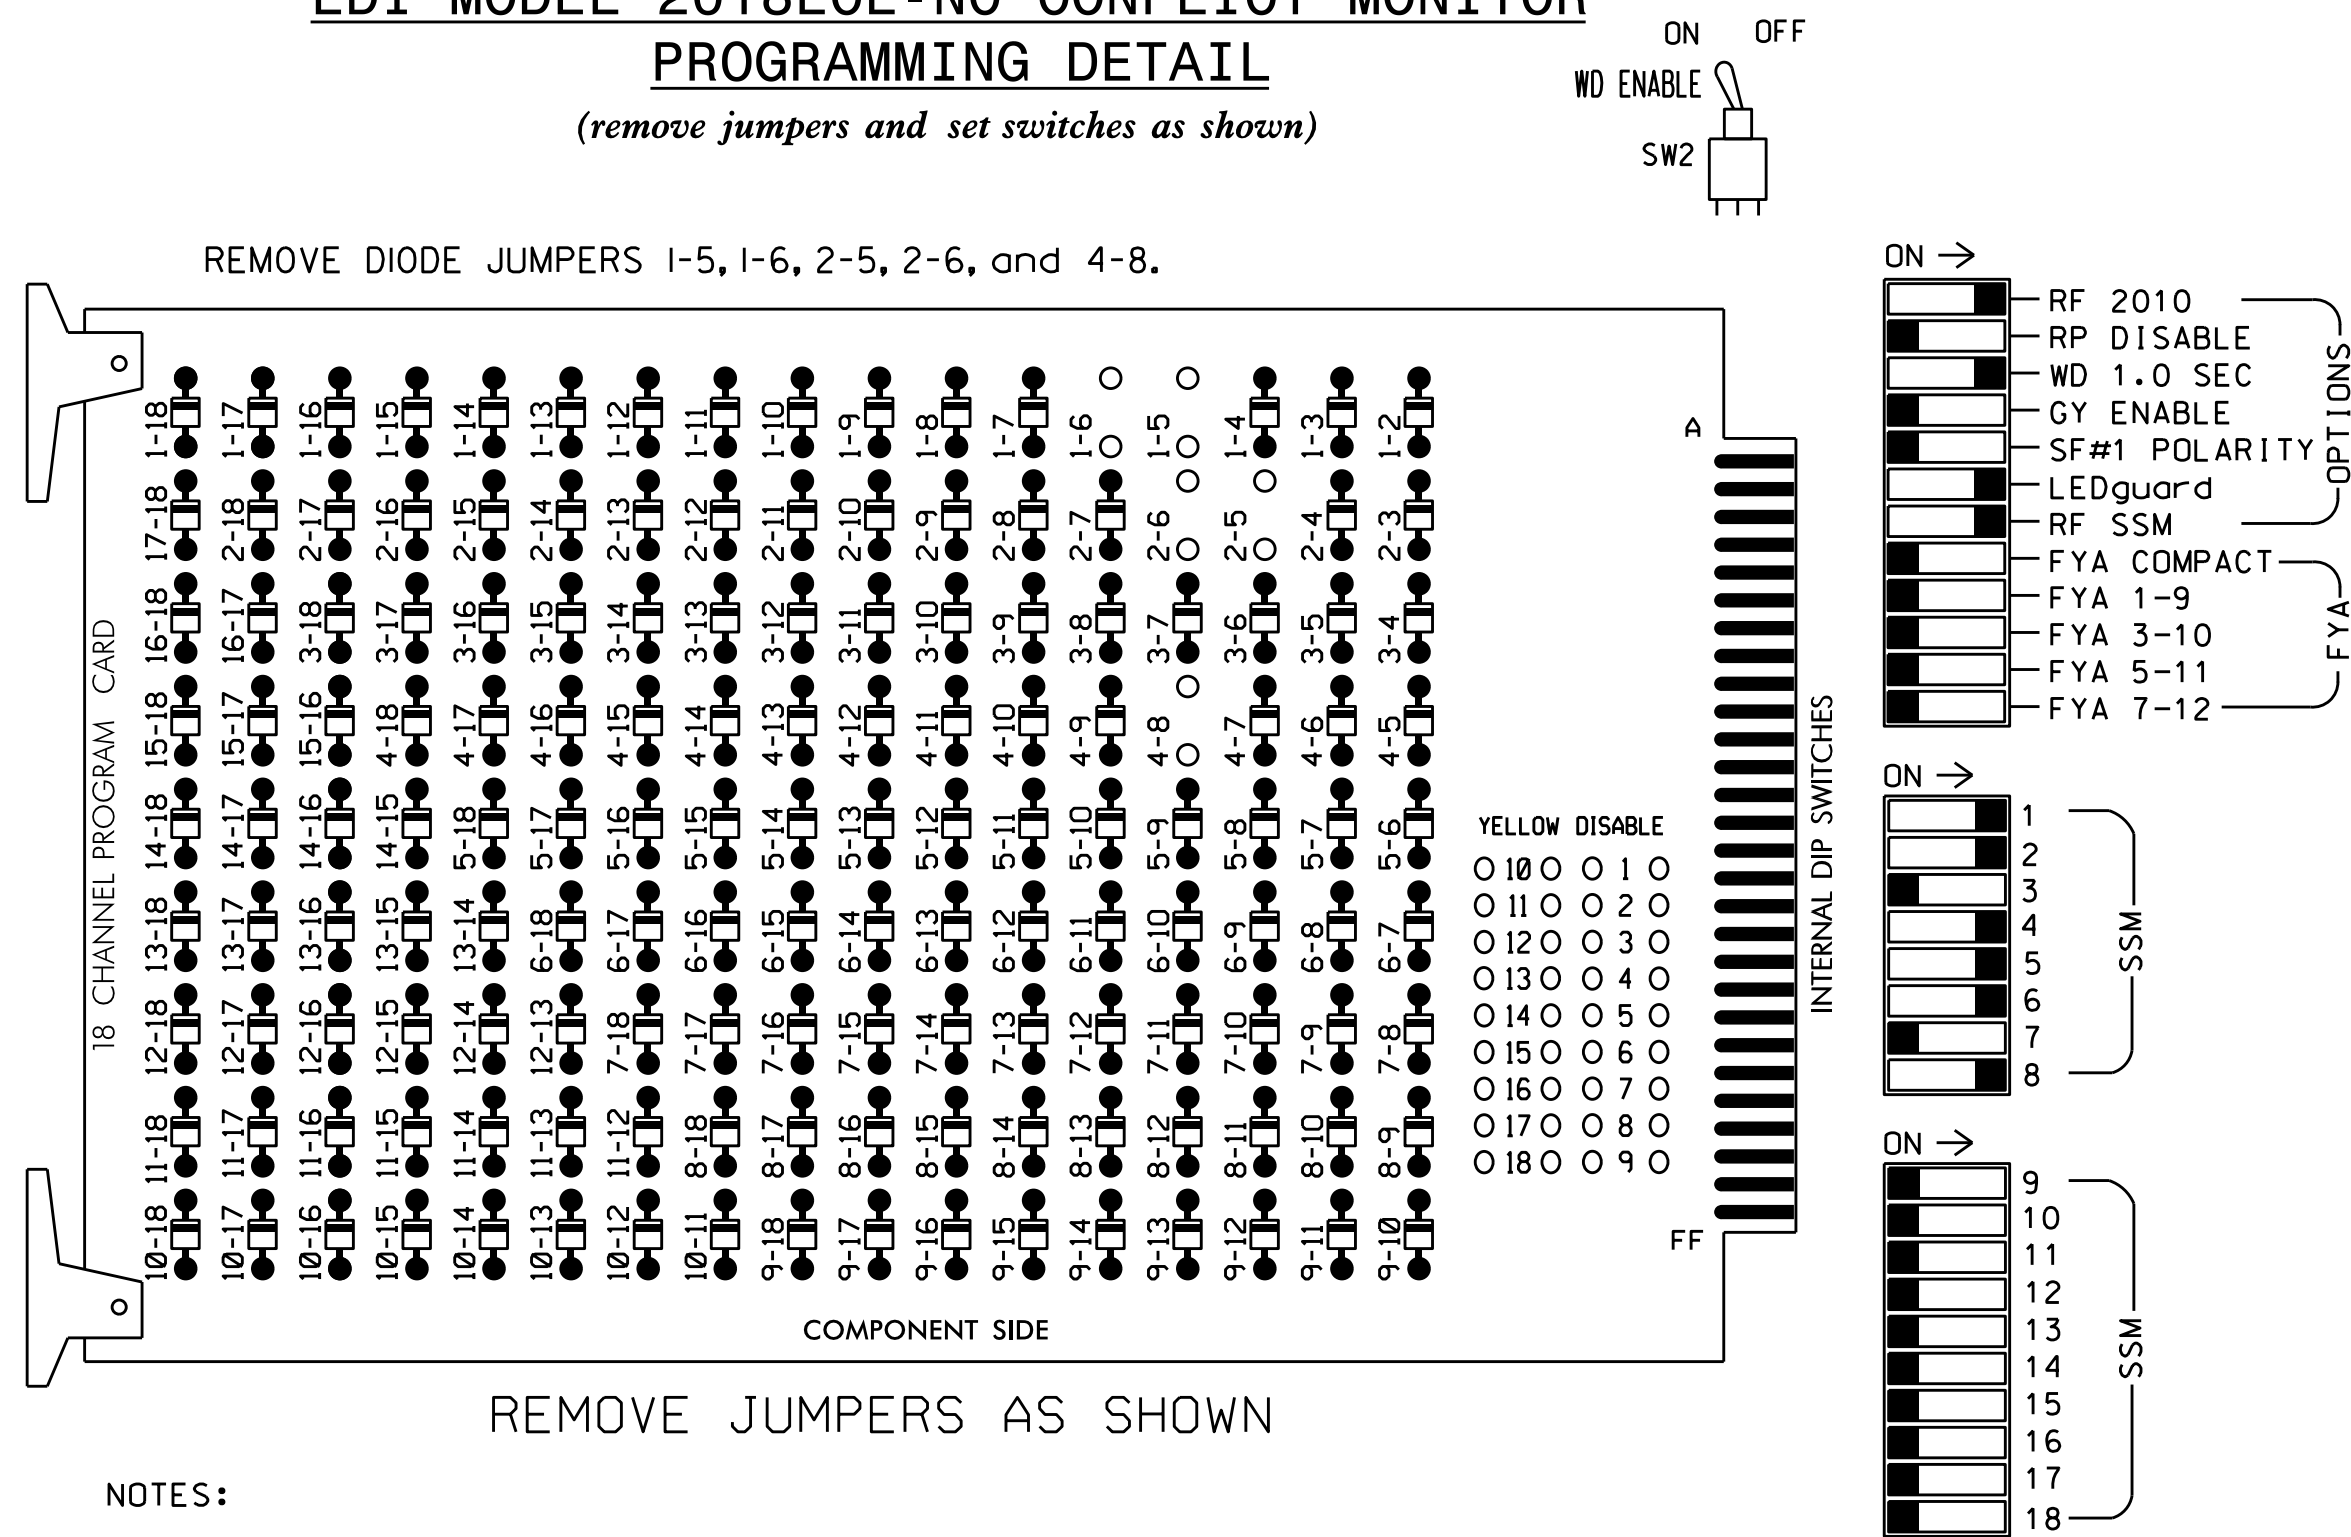 PROGRAMMING DETAIL
(remove jumpers and set switches as shown)
ON OFF
WD ENABLE
SW2
REMOVE DIODE JUMPERS 1-5, 1-6, 2-5, 2-6, and 4-8.
18 CHANNEL PROGRAM CARD
1-18 1-17 1-16 1-15 1-14 1-13 1-12 1-11 1-10 1-9 1-8 1-7 1-6 1-5 1-4 1-3 1-2
17-18 2-18 2-17 2-16 2-15 2-14 2-13 2-12 2-11 2-10 2-9 2-8 2-7 2-6 2-5 2-4 2-3
16-18 16-17 3-18 3-17 3-16 3-15 3-14 3-13 3-12 3-11 3-10 3-9 3-8 3-7 3-6 3-5 3-4
15-18 15-17 15-16 4-18 4-17 4-16 4-15 4-14 4-13 4-12 4-11 4-10 4-9 4-8 4-7 4-6 4-5
14-18 14-17 14-16 14-15 5-18 5-17 5-16 5-15 5-14 5-13 5-12 5-11 5-10 5-9 5-8 5-7 5-6
13-18 13-17 13-16 13-15 13-14 6-18 6-17 6-16 6-15 6-14 6-13 6-12 6-11 6-10 6-9 6-8 6-7
12-18 12-17 12-16 12-15 12-14 12-13 7-18 7-17 7-16 7-15 7-14 7-13 7-12 7-11 7-10 7-9 7-8
11-18 11-17 11-16 11-15 11-14 11-13 11-12 8-18 8-17 8-16 8-15 8-14 8-13 8-12 8-11 8-10 8-9
10-18 10-17 10-16 10-15 10-14 10-13 10-12 10-11 9-18 9-17 9-16 9-15 9-14 9-13 9-12 9-11 9-10
A
YELLOW DISABLE
10 1
11 2
12 3
13 4
14 5
15 6
16 7
17 8
18 9
FF
COMPONENT SIDE
INTERNAL DIP SWITCHES
ON →
RF 2010
RP DISABLE
WD 1.0 SEC
GY ENABLE
SF#1 POLARITY
LEDguard
RF SSM
OPTIONS
FYA COMPACT
FYA 1-9
FYA 3-10
FYA 5-11
FYA 7-12
FYA
ON →
1
2
3
4
5
6
7
8
SSM
ON →
9
10
11
12
13
14
15
16
17
18
SSM
REMOVE JUMPERS AS SHOWN
NOTES: